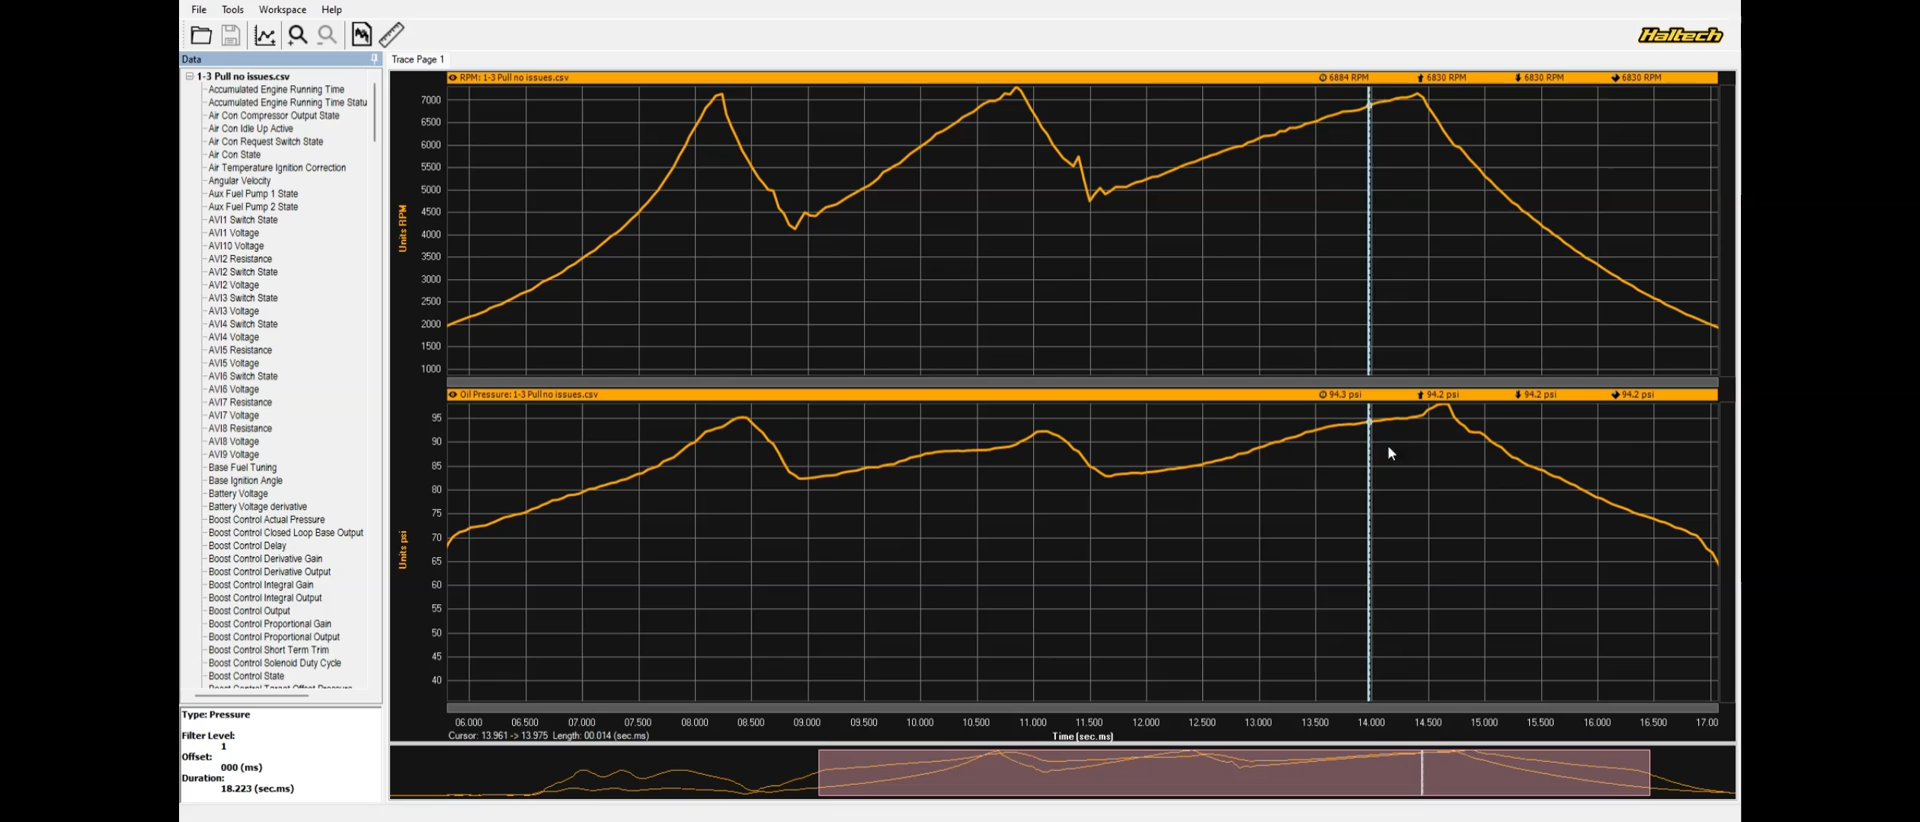 File Tools Workspace Help
Haltech
Data
Trace Page 1
1-3 Pull no issues.csv
Accumulated Engine Running Time
Accumulated Engine Running Time Statu
Air Con Compressor Output State
Air Con Idle Up Active
Air Con Request Switch State
Air Con State
Air Temperature Ignition Correction
Angular Velocity
Aux Fuel Pump 1 State
Aux Fuel Pump 2 State
AVI1 Switch State
AVI1 Voltage
AVI10 Voltage
AVI2 Resistance
AVI2 Switch State
AVI2 Voltage
AVI3 Switch State
AVI3 Voltage
AVI4 Switch State
AVI4 Voltage
AVI5 Resistance
AVI5 Voltage
AVI6 Switch State
AVI6 Voltage
AVI7 Resistance
AVI7 Voltage
AVI8 Resistance
AVI8 Voltage
AVI9 Voltage
Base Fuel Tuning
Base Ignition Angle
Battery Voltage
Battery Voltage derivative
Boost Control Actual Pressure
Boost Control Closed Loop Base Output
Boost Control Delay
Boost Control Derivative Gain
Boost Control Derivative Output
Boost Control Integral Gain
Boost Control Integral Output
Boost Control Output
Boost Control Proportional Gain
Boost Control Proportional Output
Boost Control Short Term Trim
Boost Control Solenoid Duty Cycle
Boost Control State
Boost Control Target Offset Pressure
Type: Pressure
Filter Level:
1
Offset:
000 (ms)
Duration:
18.223 (sec.ms)
RPM: 1-3 Pull no issues.csv 6884 RPM 6830 RPM 6830 RPM 6830 RPM
7000
6500
6000
5500
5000
4500
4000
3500
3000
2500
2000
1500
1000
Units RPM
Oil Pressure: 1-3 Pull no issues.csv 94.3 psi 94.2 psi 94.2 psi 94.2 psi
95
90
85
80
75
70
65
60
55
50
45
40
Units psi
06.000 06.500 07.000 07.500 08.000 08.500 09.000 09.500 10.000 10.500 11.000 11.500 12.000 12.500 13.000 13.500 14.000 14.500 15.000 15.500 16.000 16.500 17.00
Cursor: 13.961 -> 13.975 Length: 00.014 (sec.ms) Time (sec.ms)